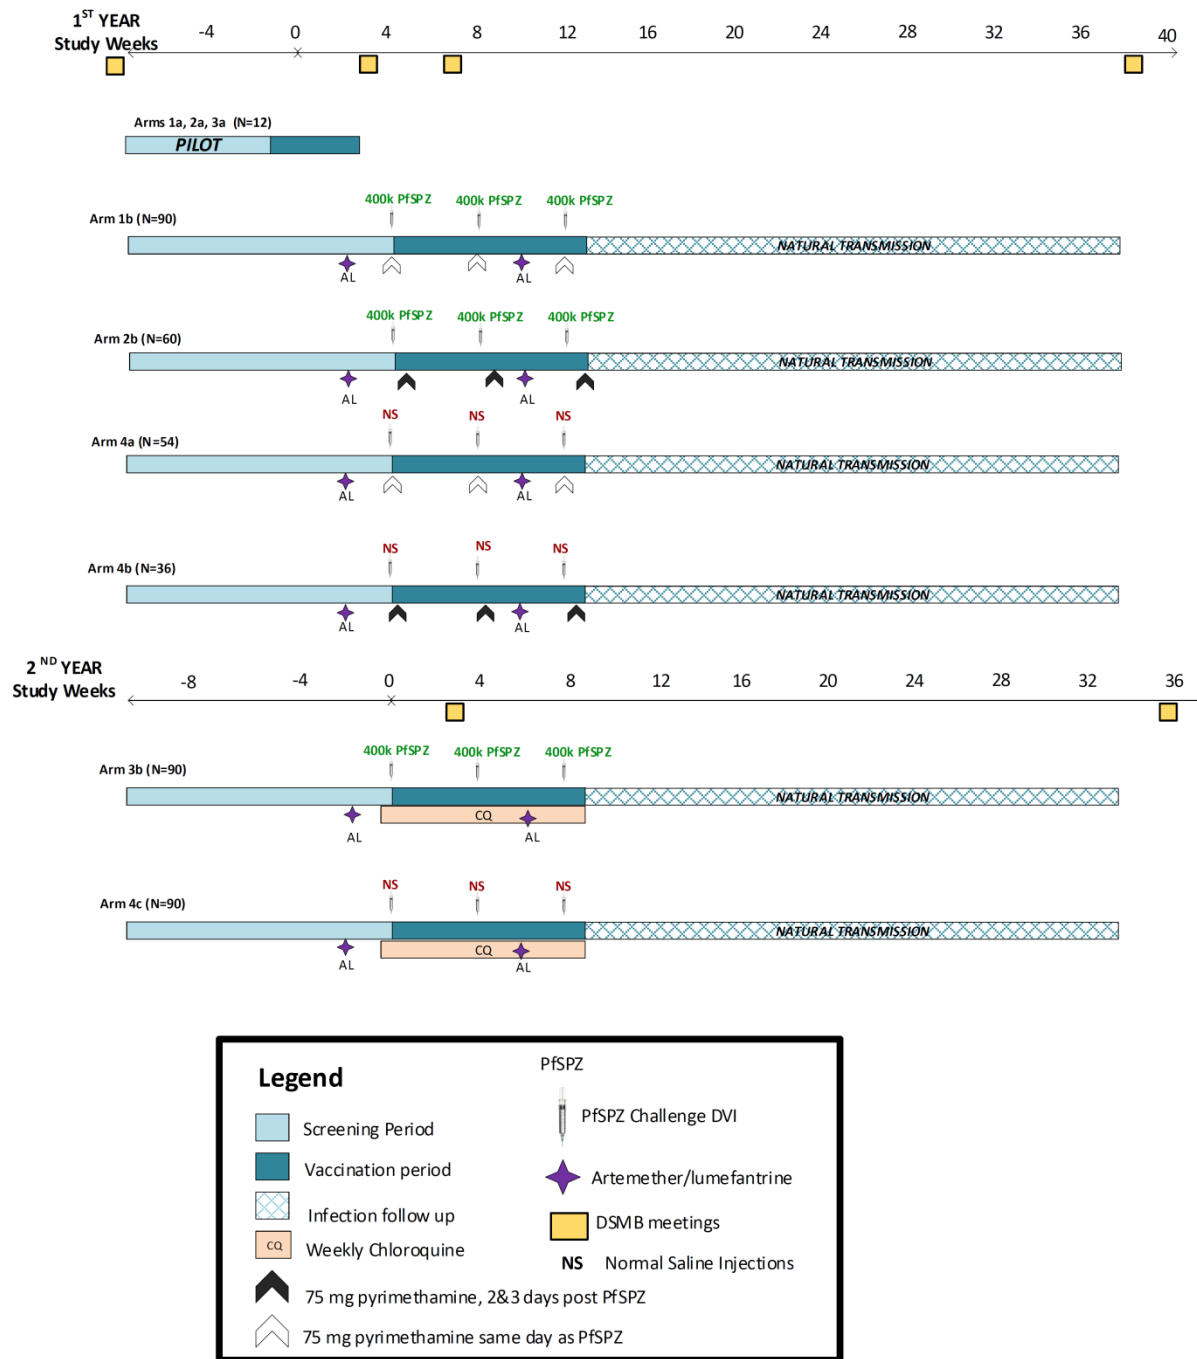 1ST YEAR
Study Weeks
-4 0 4 8 12 16 20 24 28 32 36 40
Arms 1a, 2a, 3a (N=12)
PILOT
400k PfSPZ 400k PfSPZ 400k PfSPZ
Arm 1b (N=90)
NATURAL TRANSMISSION
AL AL
400k PfSPZ 400k PfSPZ 400k PfSPZ
Arm 2b (N=60)
NATURAL TRANSMISSION
AL AL
NS NS NS
Arm 4a (N=54)
NATURAL TRANSMISSION
AL AL
NS NS NS
Arm 4b (N=36)
NATURAL TRANSMISSION
AL AL
2 ND YEAR
Study Weeks
-8 -4 0 4 8 12 16 20 24 28 32 36
400k PfSPZ 400k PfSPZ 400k PfSPZ
Arm 3b (N=90)
NATURAL TRANSMISSION
CQ
AL AL
NS NS NS
Arm 4c (N=90)
NATURAL TRANSMISSION
CQ
AL AL
Legend
Screening Period
Vaccination period
Infection follow up
CQ Weekly Chloroquine
75 mg pyrimethamine, 2&3 days post PfSPZ
75 mg pyrimethamine same day as PfSPZ
PfSPZ
PfSPZ Challenge DVI
Artemether/lumefantrine
DSMB meetings
NS Normal Saline Injections